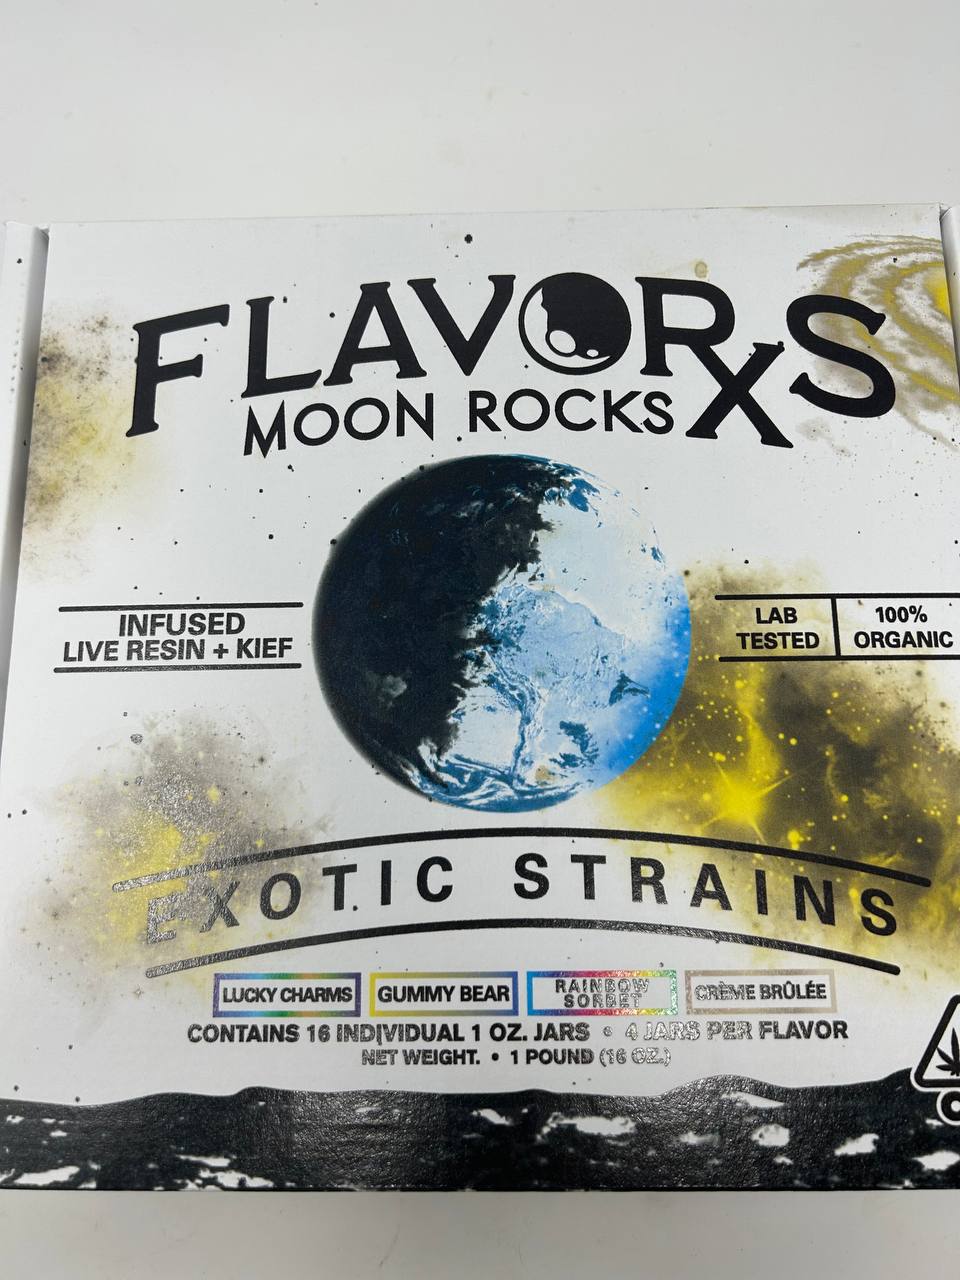 FLAVORxS
MOON ROCKS
INFUSED
LIVE RESIN + KIEF
LAB
TESTED
100%
ORGANIC
EXOTIC STRAINS
LUCKY CHARMS
GUMMY BEAR
RAINBOW
SORBET
CRÈME BRÛLÉE
CONTAINS 16 INDIVIDUAL 1 OZ. JARS • 4 JARS PER FLAVOR
NET WEIGHT. • 1 POUND (16 OZ.)